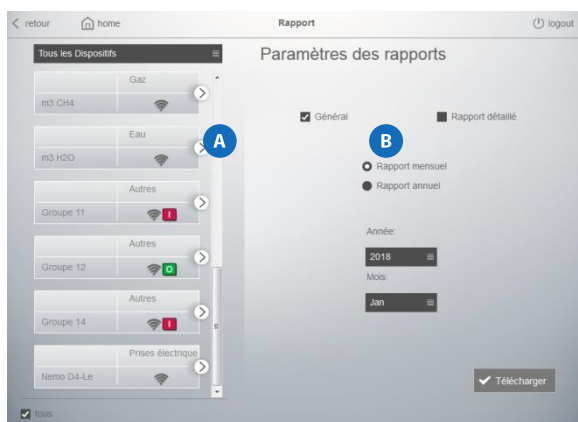 retour
home
Rapport
logout
Tous les Dispositifs
Paramètres des rapports
Gaz
m3 CH4
Eau
m3 H2O
Autres
Groupe 11
I
Autres
Groupe 12
O
Autres
Groupe 14
I
Prises électrique
Nemo D4-Le
tous
A
B
Général
Rapport détaillé
Rapport mensuel
Rapport annuel
Année:
2018
Mois:
Jan
Télécharger